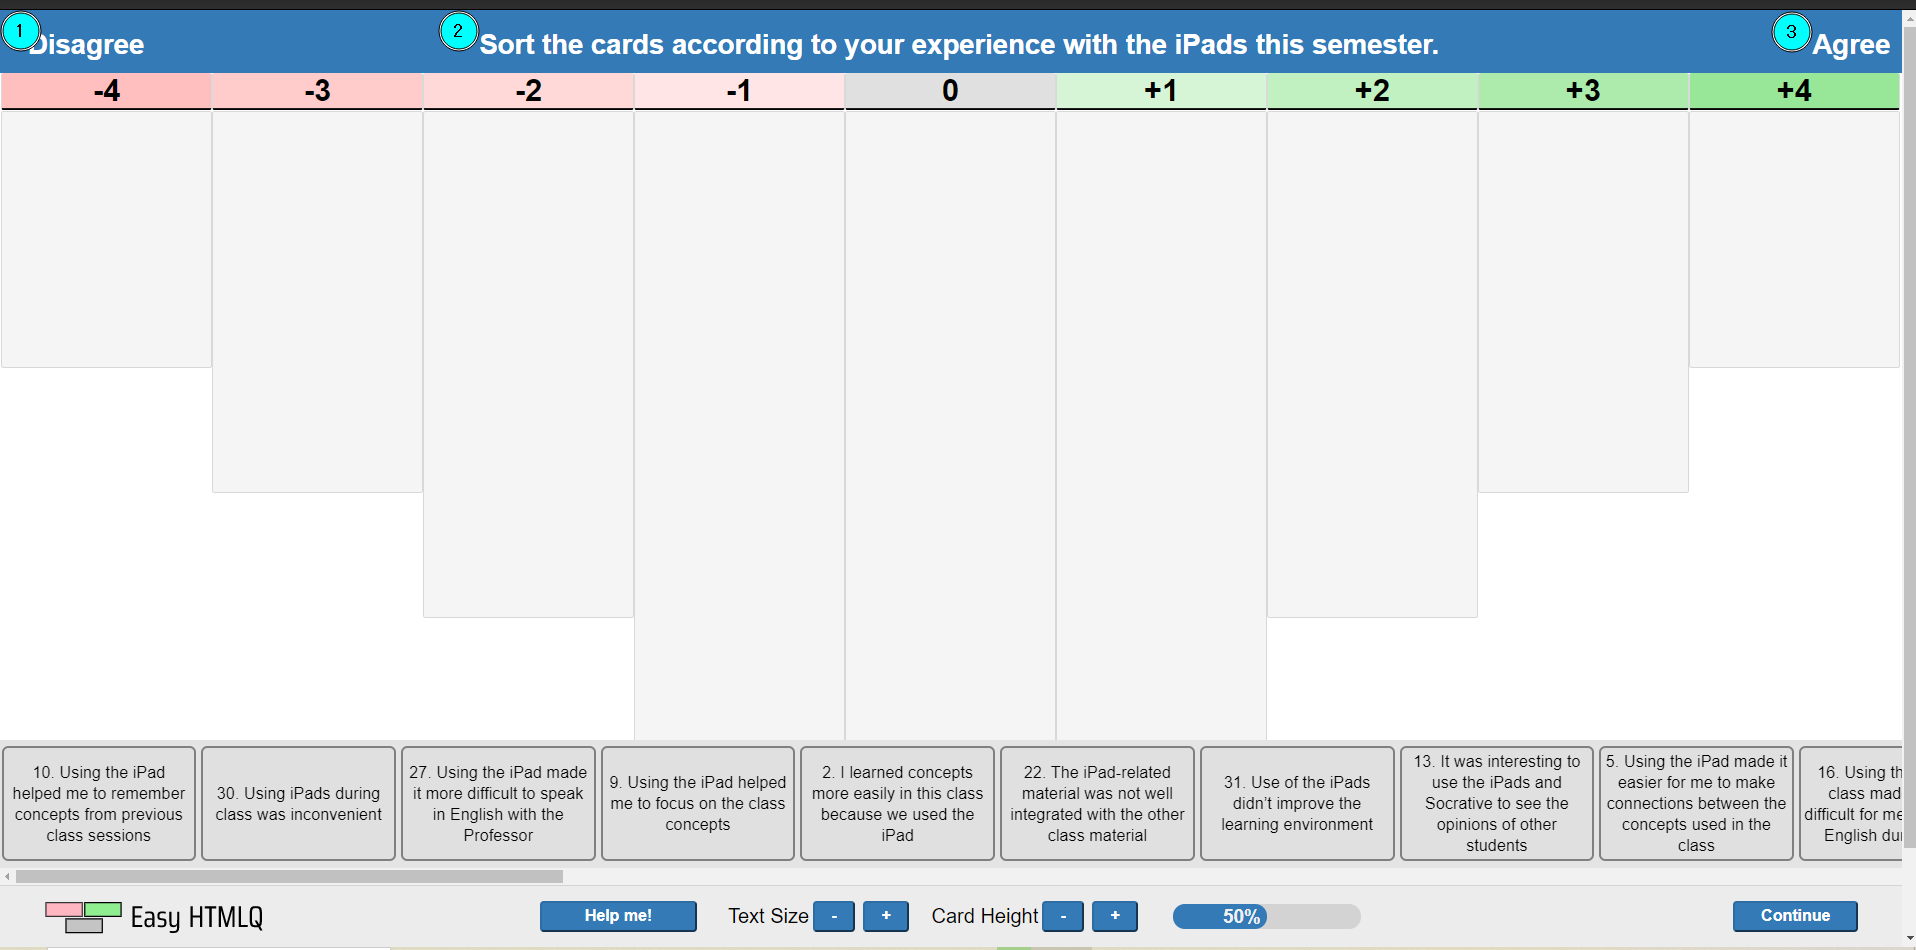 1 Disagree 2 Sort the cards according to your experience with the iPads this semester. 3 Agree
-4 -3 -2 -1 0 +1 +2 +3 +4
10. Using the iPad
helped me to remember
concepts from previous
class sessions
30. Using iPads during
class was inconvenient
27. Using the iPad made
it more difficult to speak
in English with the
Professor
9. Using the iPad helped
me to focus on the class
concepts
2. I learned concepts
more easily in this class
because we used the
iPad
22. The iPad-related
material was not well
integrated with the other
class material
31. Use of the iPads
didn’t improve the
learning environment
13. It was interesting to
use the iPads and
Socrative to see the
opinions of other
students
5. Using the iPad made it
easier for me to make
connections between the
concepts used in the
class
16. Using
class
difficult for me
English
Easy HTMLQ Help me! Text Size - + Card Height - + 50% Continue